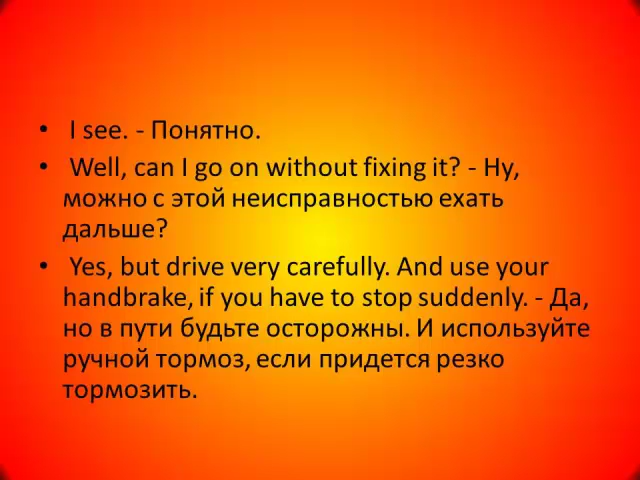 • I see. - Понятно.
• Well, can I go on without fixing it? - Ну,
можно с этой неисправностью ехать
дальше?
• Yes, but drive very carefully. And use your
handbrake, if you have to stop suddenly. - Да,
но в пути будьте осторожны. И используйте
ручной тормоз, если придется резко
тормозить.